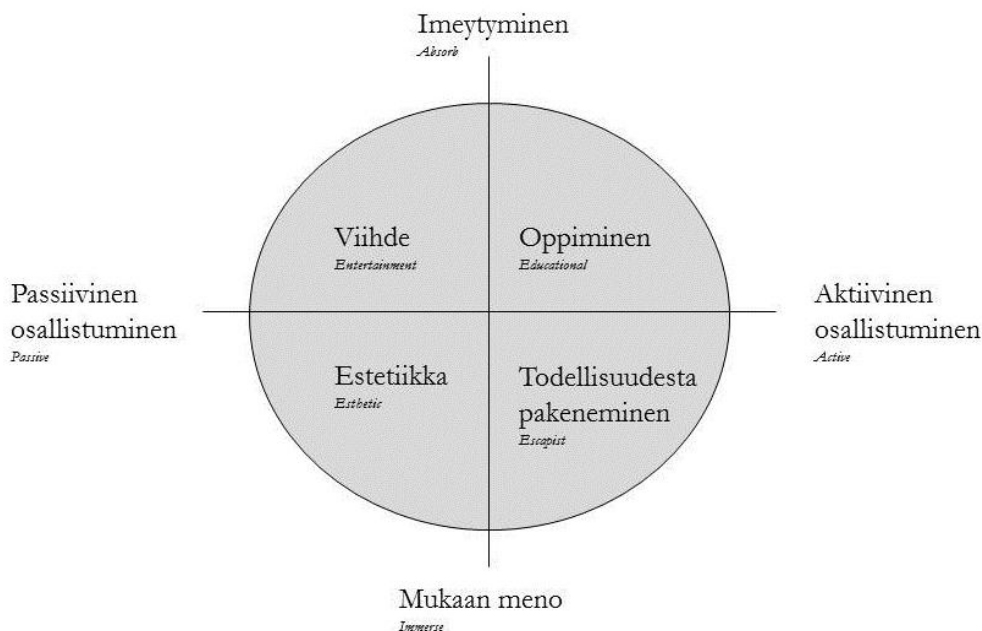 Imeytyminen
Absorb
Viihde
Entertainment
Oppiminen
Educational
Passiivinen
osallistuminen
Passive
Aktiivinen
osallistuminen
Active
Estetiikka
Esthetic
Todellisuudesta
pakeneminen
Escapist
Mukaan meno
Immerse